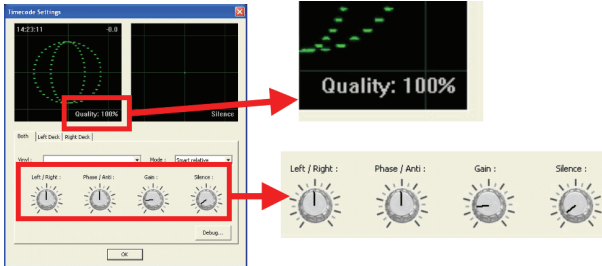 Timecode Settings
14:23:11 -0.0
Quality: 100% Silence
Both Left Deck Right Deck
Vinyl : Mode : Smart relative
Left / Right : Phase / Anti : Gain : Silence :
Debug...
OK
Quality: 100%
Left / Right : Phase / Anti : Gain : Silence :